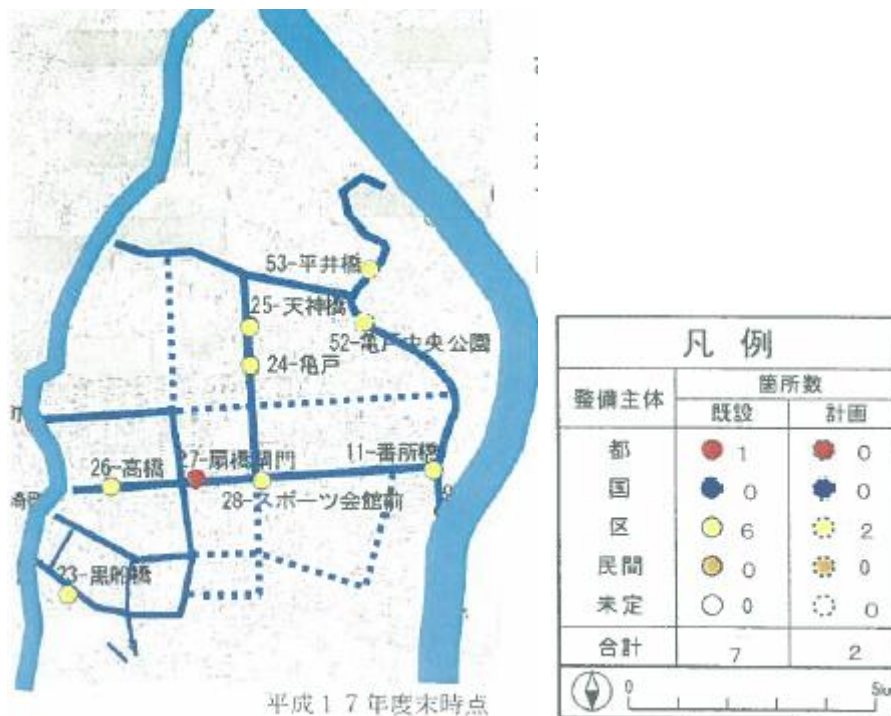 53-平井橋
25-天神橋
52-亀戸中央公園
24-亀戸
11-番所橋
26-高橋
27-扇橋閘門
28-スポーツ会館前
23-黒船橋
平成17年度末時点
凡例
整備主体 箇所数
既設 計画
都 1 0
国 0 0
区 6 2
民間 0 0
未定 0 0
合計 7 2
0 5km